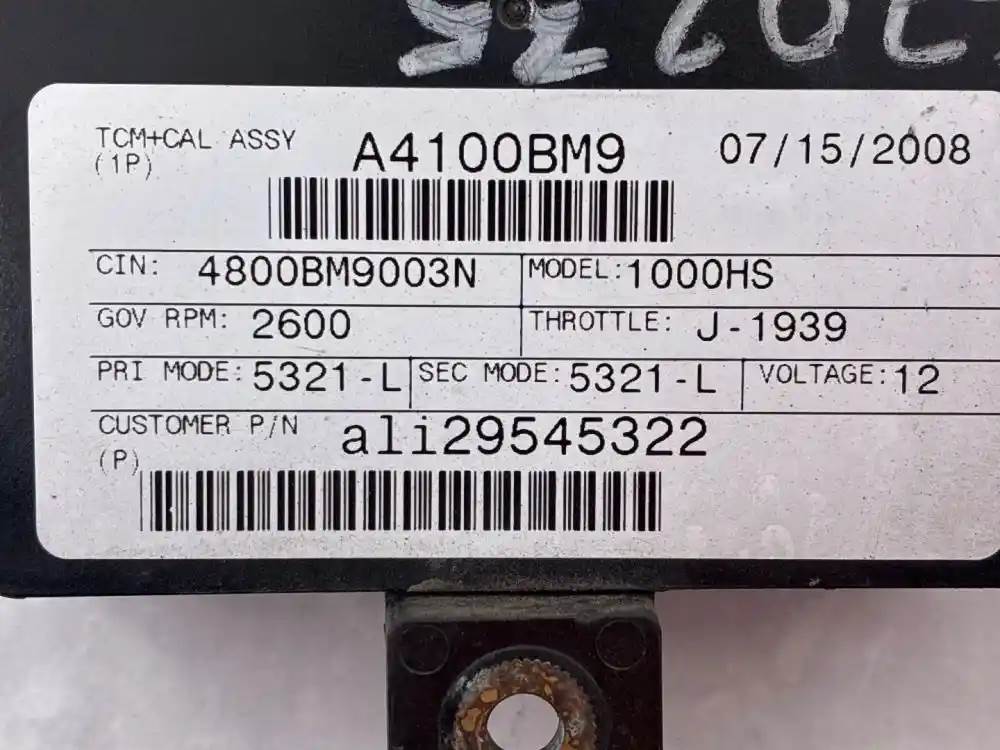 TCM+CAL ASSY A4100BM9 07/15/2008
(1P)
CIN: 4800BM9003N MODEL: 1000HS
GOV RPM: 2600 THROTTLE: J-1939
PRI MODE: 5321-L SEC MODE: 5321-L VOLTAGE: 12
CUSTOMER P/N ali29545322
(P)